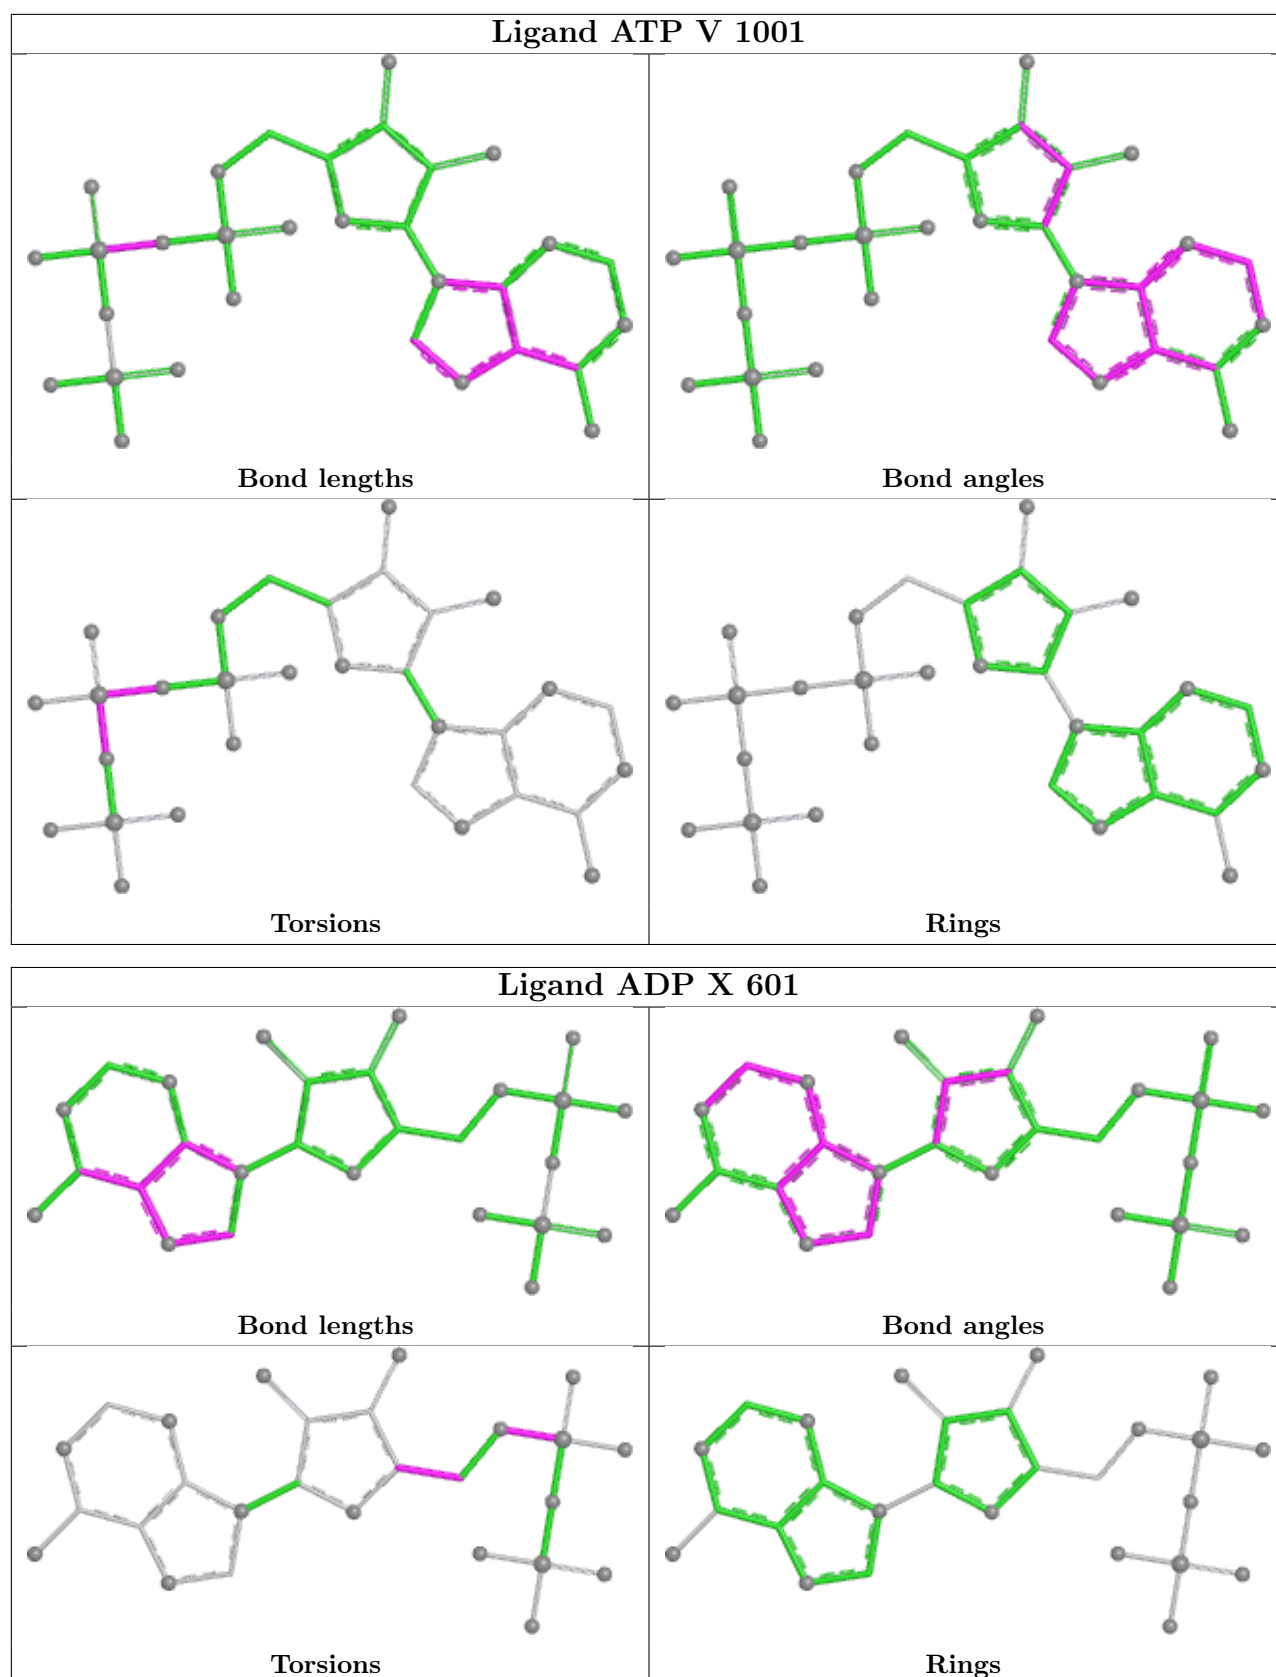 Ligand ATP V 1001
Bond lengths
Bond angles
Torsions
Rings
Ligand ADP X 601
Bond lengths
Bond angles
Torsions
Rings